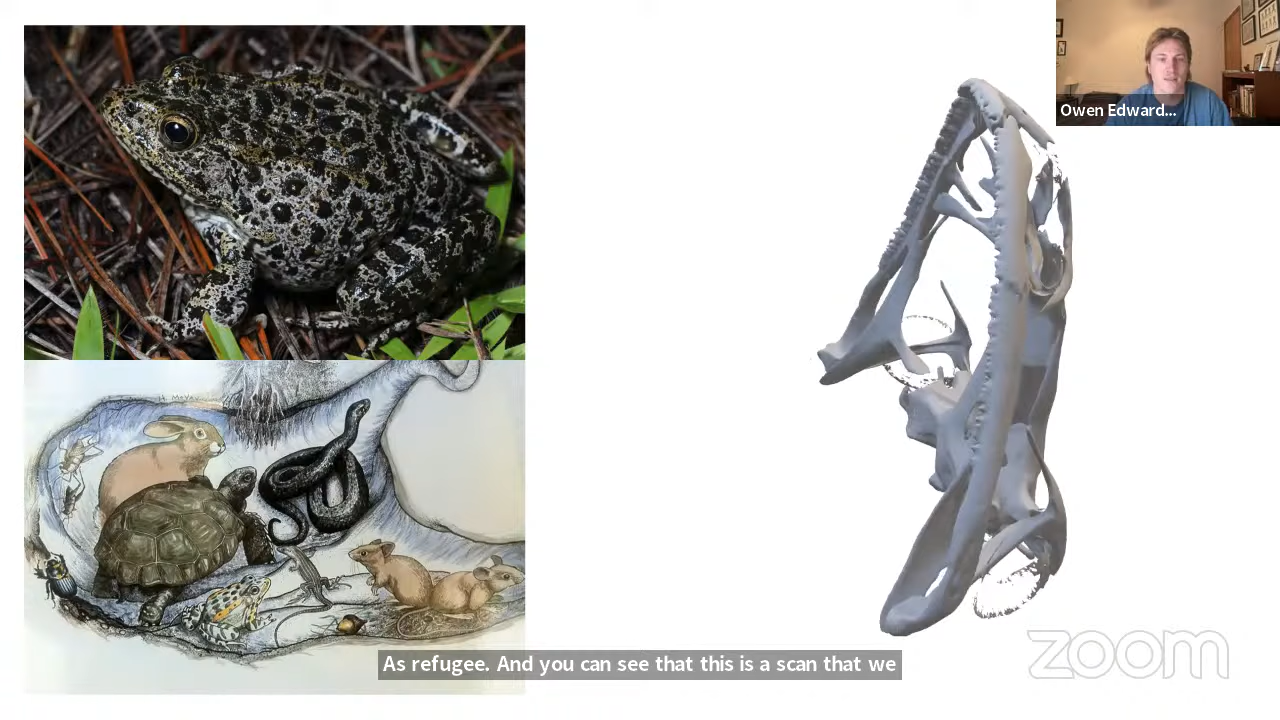 Owen Edward...
As refugee. And you can see that this is a scan that we
zoom